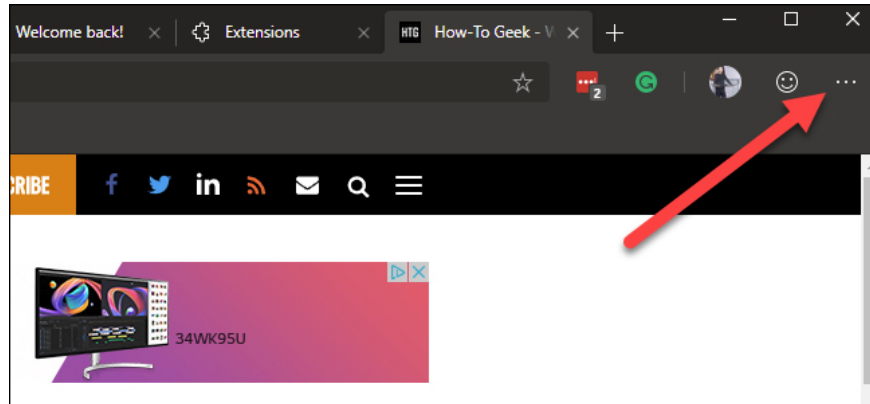 Welcome back!
Extensions
HTG How-To Geek - W
2
CRIBE
in
34WK95U